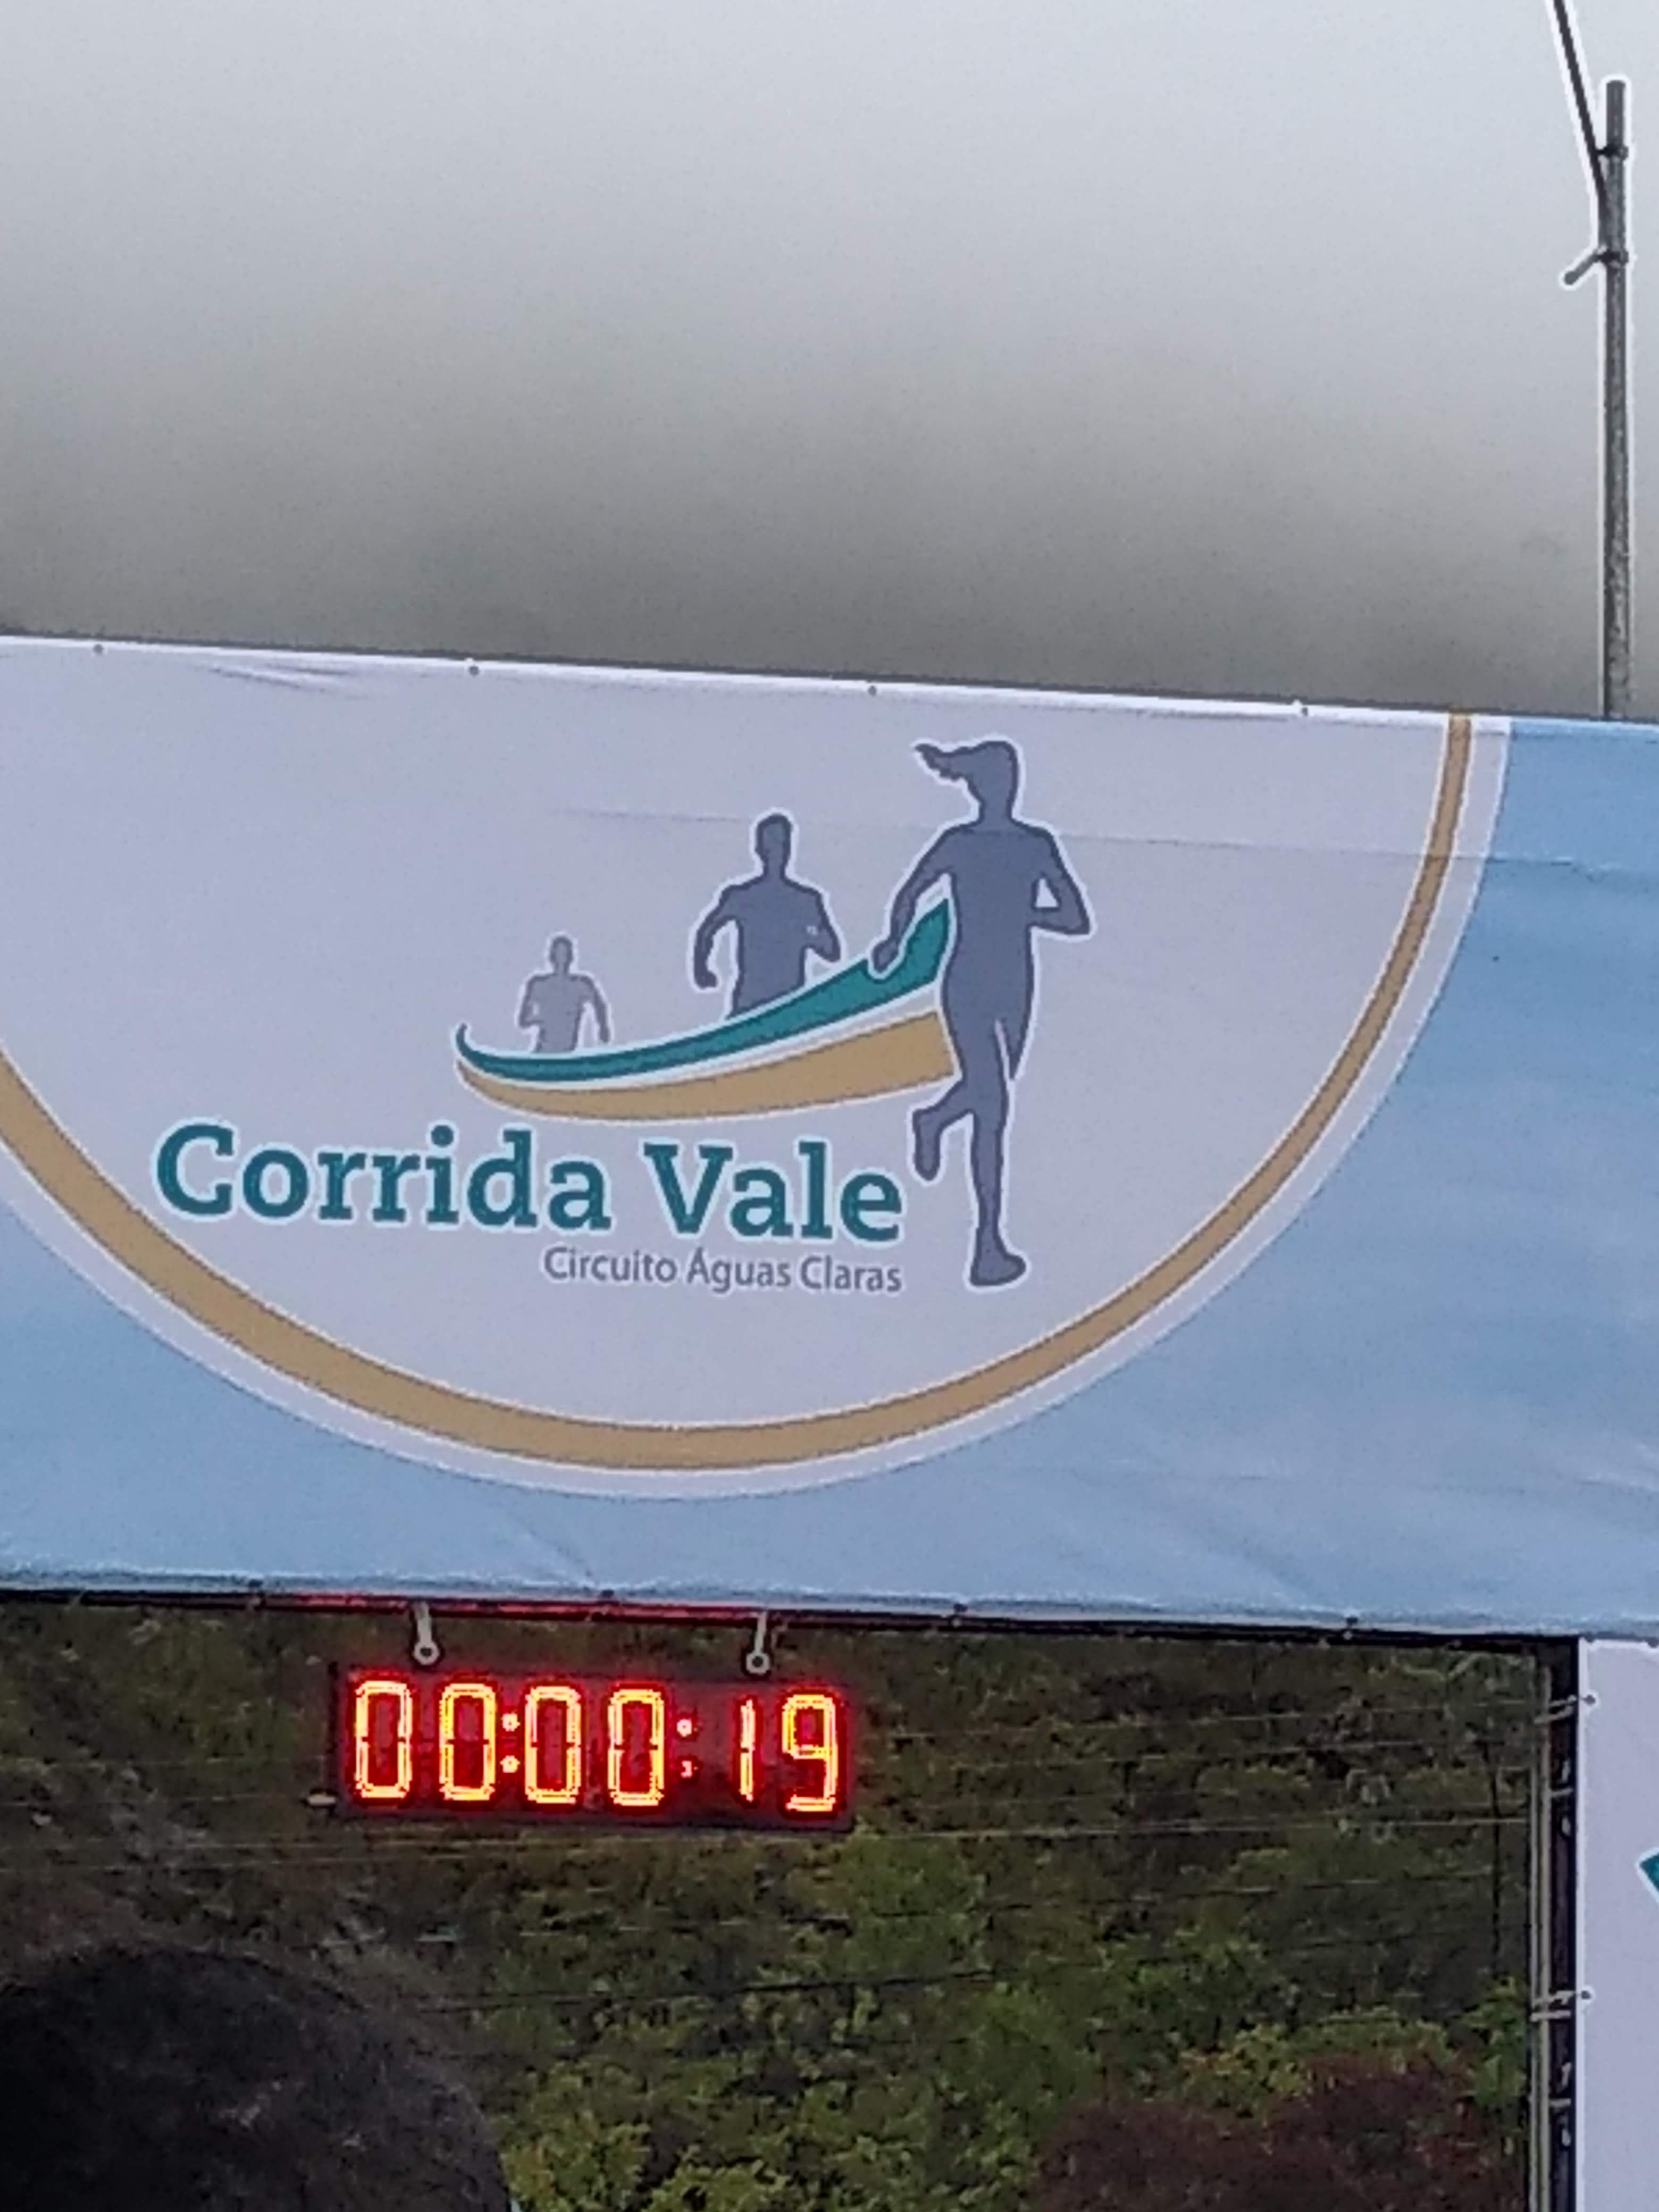 Corrida Vale
Circuito Águas Claras
00:00:19